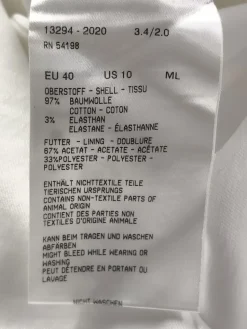 13294 - 2020 3.4/2.0
RN 54198
EU 40 US 10 ML
OBERSTOFF - SHELL - TISSU
97% BAUMWOLLE
COTTON - COTON
3% ELASTHAN
ELASTANE - ÉLASTHANNE
FUTTER - LINING - DOUBLURE
67% ACETAT - ACETATE - ACÉTATE
33%POLYESTER - POLYESTER -
POLYESTER
ENTHÄLT NICHTTEXTILE TEILE
TIERISCHEN URSPRUNGS
CONTAINS NON-TEXTILE PARTS OF
ANIMAL ORIGIN
CONTIENT DES PARTIES NON
TEXTILES D'ORIGINE ANIMALE
KANN BEIM TRAGEN UND WASCHEN
ABFÄRBEN
MIGHT BLEED WHILE WEARING OR
WASHING
PEUT DÉTENDRE EN PORTANT OU
LAVAGE
NICHT WASCHEN